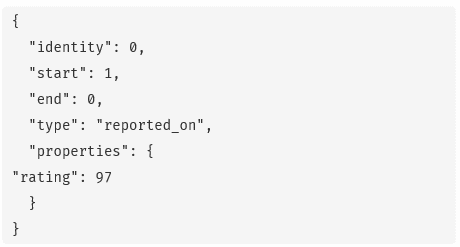 {
  "identity": 0,
  "start": 1,
  "end": 0,
  "type": "reported_on",
  "properties": {
"rating": 97
  }
}